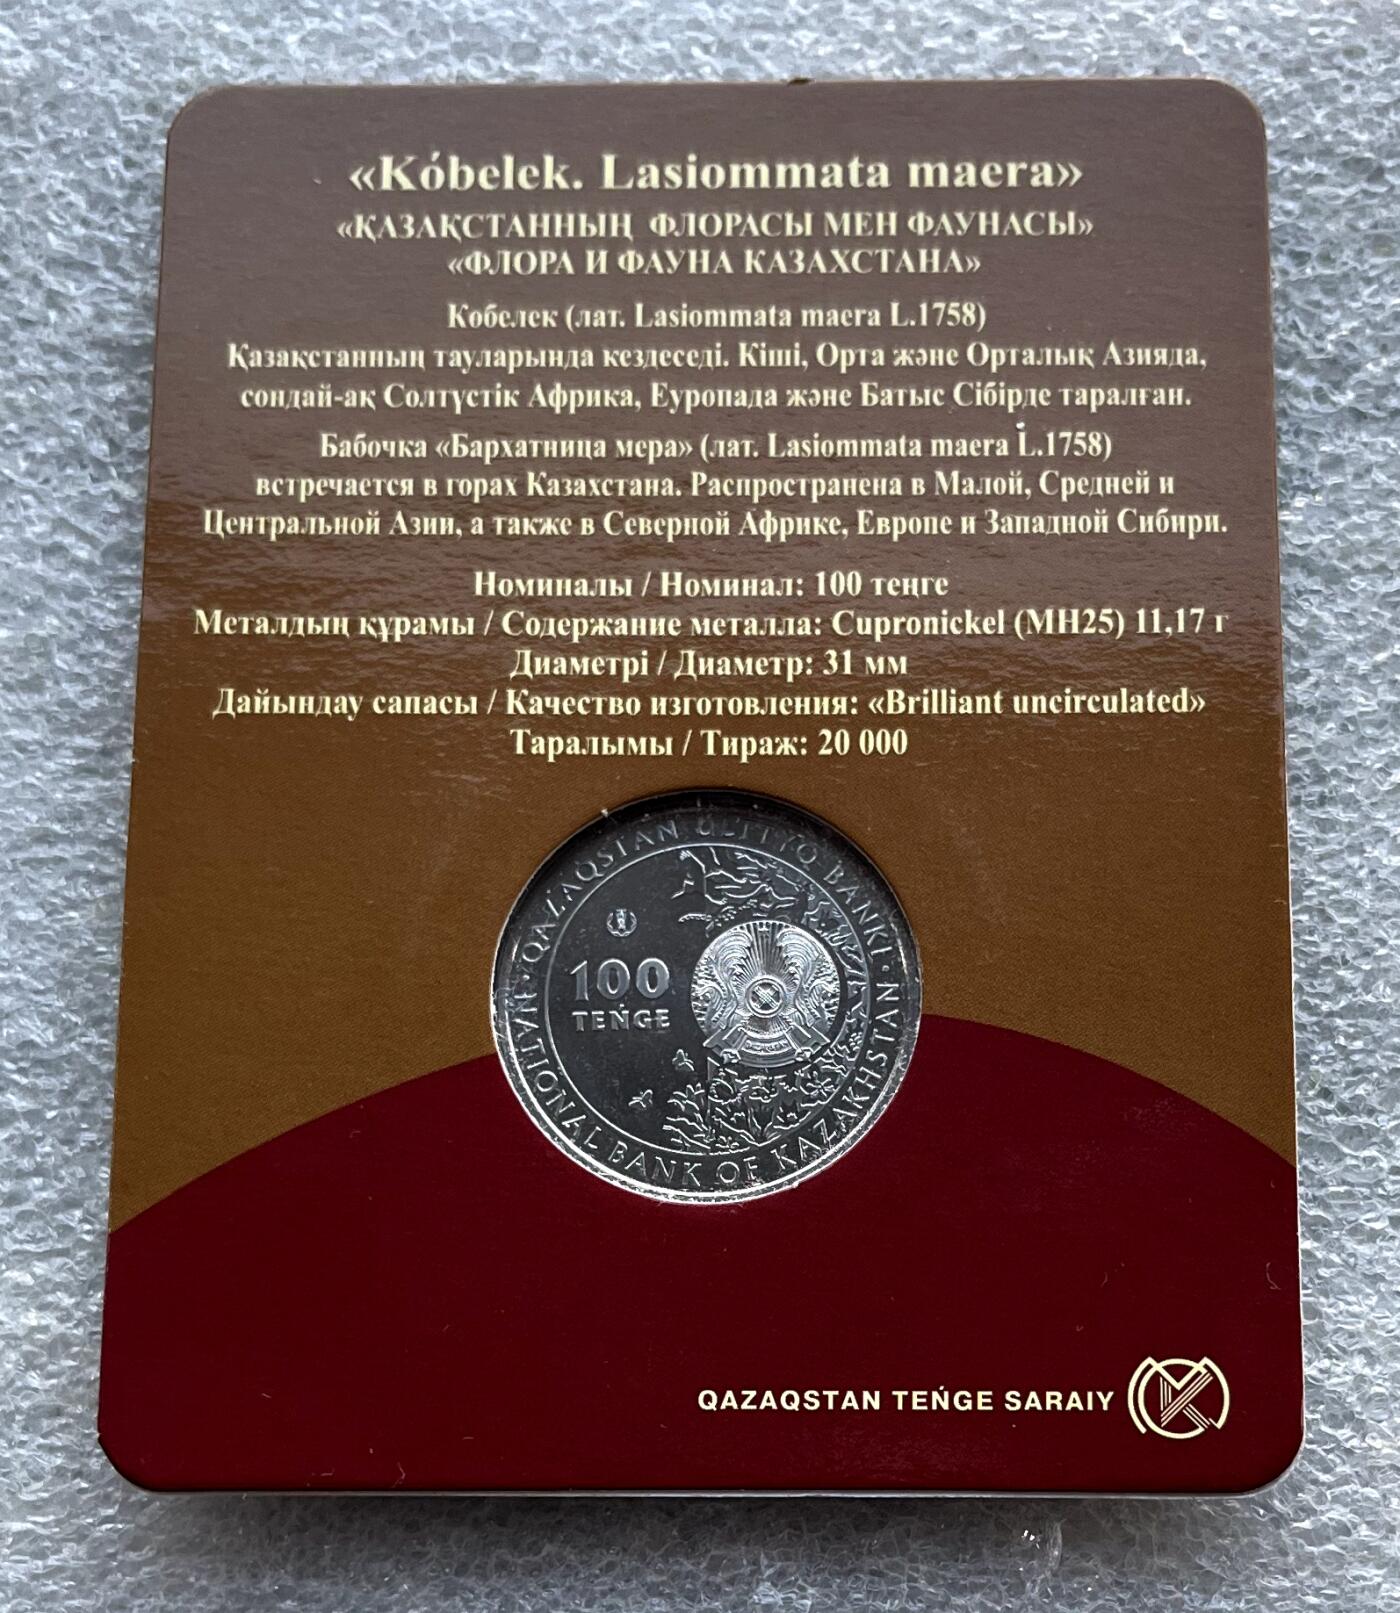 «Kóbelek. Lasiommata maera»
«ҚАЗАҚСТАННЫҢ ФЛОРАСЫ МЕН ФАУНАСЫ»
«ФЛОРА И ФАУНА КАЗАХСТАНА»
Кобелек (лат. Lasiommata maera L.1758)
Қазақстанның тауларында кездеседі. Кіші, Орта және Орталық Азияда,
сондай-ақ Солтүстік Африка, Еуропада және Батыс Сібірде таралған.
Бабочка «Бархатница мера» (лат. Lasiommata maera L.1758)
встречается в горах Казахстана. Распространена в Малой, Средней и
Центральной Азии, а также в Северной Африке, Европе и Западной Сибири.
Номиналы / Номинал: 100 теңге
Металдың құрамы / Содержание металла: Cupronickel (МН25) 11,17 г
Диаметрі / Диаметр: 31 мм
Дайындау сапасы / Качество изготовления: «Brilliant uncirculated»
Таралымы / Тираж: 20 000
QAZAQSTAN ULTTYQ BANKI
100
TEŃGE
NATIONAL BANK OF KAZAKHSTAN
QAZAQSTAN TEŃGE SARAIY